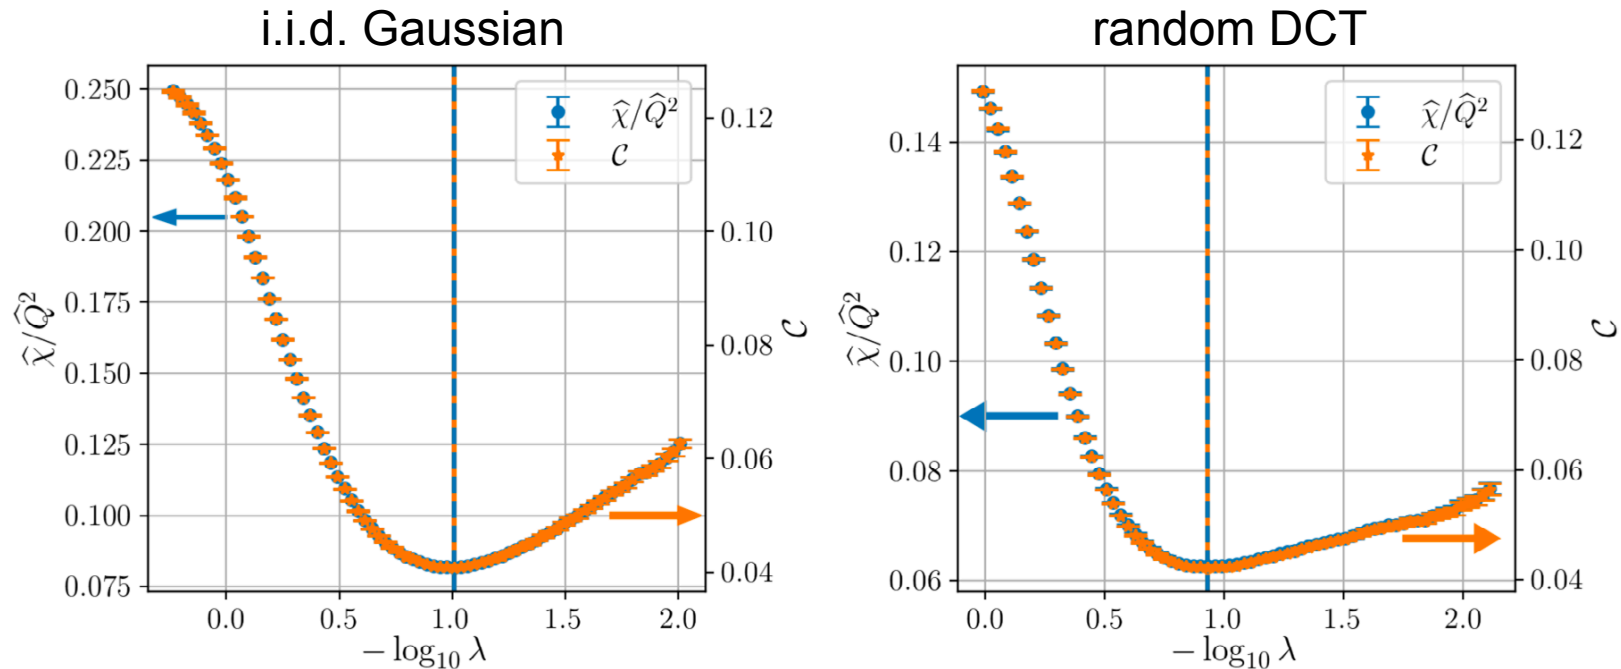 i.i.d. Gaussian
random DCT
0.250
0.225
0.200
0.175
0.150
0.125
0.100
0.075
χ̂/Q̂²
0.12
0.10
0.08
0.06
0.04
𝒞
χ̂/Q̂²
𝒞
0.0 0.5 1.0 1.5 2.0
− log₁₀ λ
0.14
0.12
0.10
0.08
0.06
χ̂/Q̂²
0.12
0.10
0.08
0.06
0.04
𝒞
χ̂/Q̂²
𝒞
0.0 0.5 1.0 1.5 2.0
− log₁₀ λ